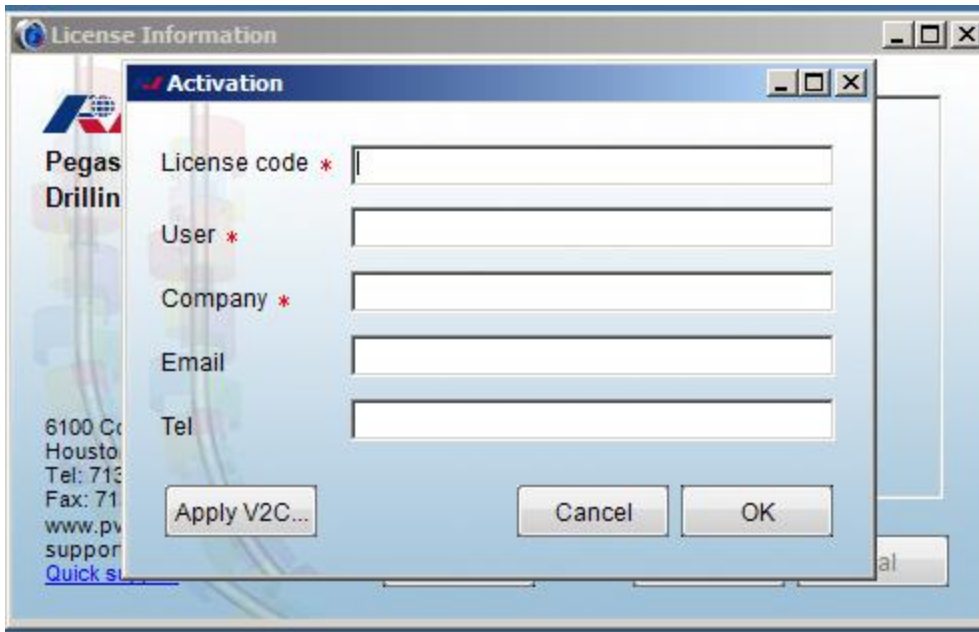 License Information
Activation
Pegas
Drillin
License code *
User *
Company *
Email
Tel
6100 Co
Housto
Tel: 713
Fax: 71
www.pv
suppor
Quick su
Apply V2C...
Cancel
OK
al